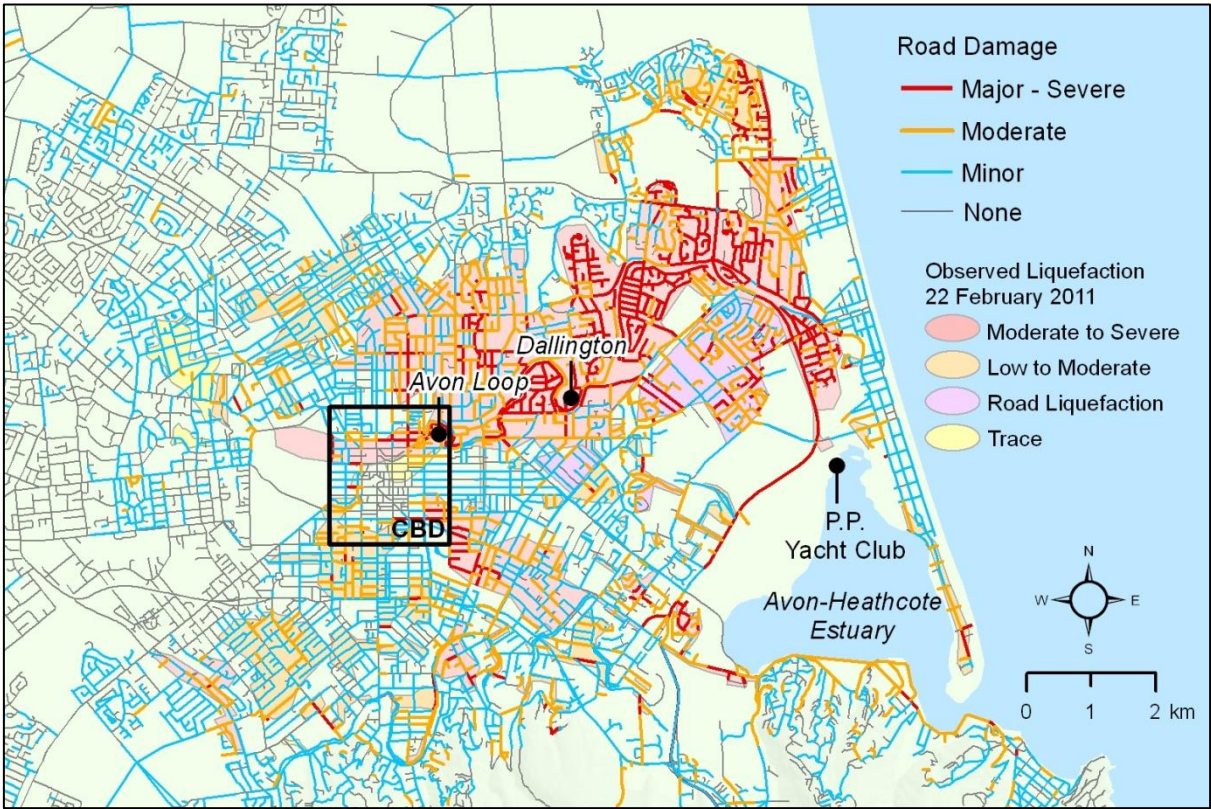 Road Damage
Major - Severe
Moderate
Minor
None
Observed Liquefaction
22 February 2011
Moderate to Severe
Low to Moderate
Road Liquefaction
Trace
Dallington
Avon Loop
CBD
P.P.
Yacht Club
Avon-Heathcote
Estuary
N
W E
S
0 1 2 km